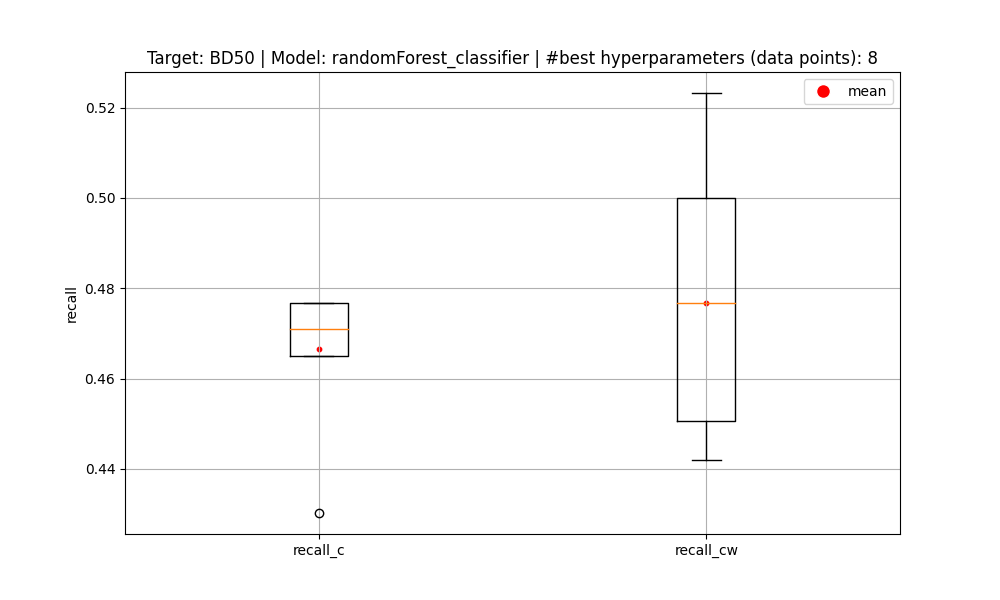 Target: BD50 | Model: randomForest_classifier | #best hyperparameters (data points): 8
mean
0.52
0.50
0.48
0.46
0.44
recall
recall_c
recall_cw